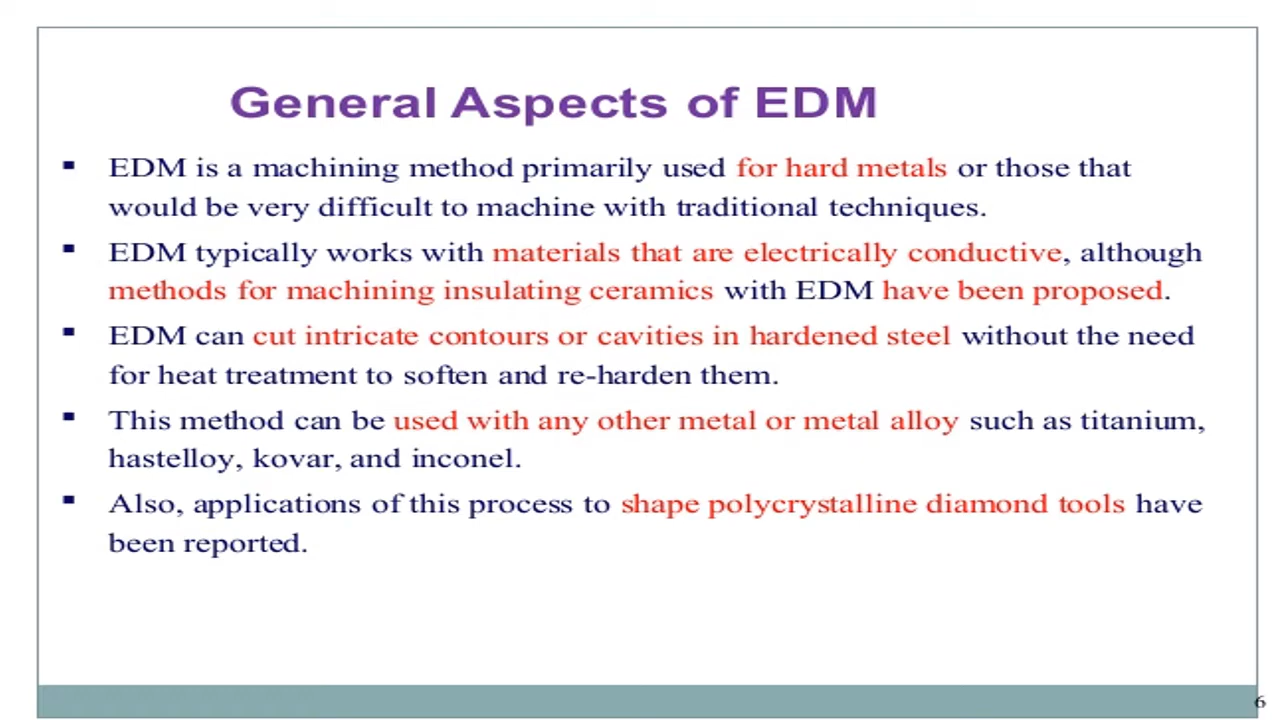 General Aspects of EDM
▪ EDM is a machining method primarily used for hard metals or those that
would be very difficult to machine with traditional techniques.
▪ EDM typically works with materials that are electrically conductive, although
methods for machining insulating ceramics with EDM have been proposed.
▪ EDM can cut intricate contours or cavities in hardened steel without the need
for heat treatment to soften and re-harden them.
▪ This method can be used with any other metal or metal alloy such as titanium,
hastelloy, kovar, and inconel.
▪ Also, applications of this process to shape polycrystalline diamond tools have
been reported.
6